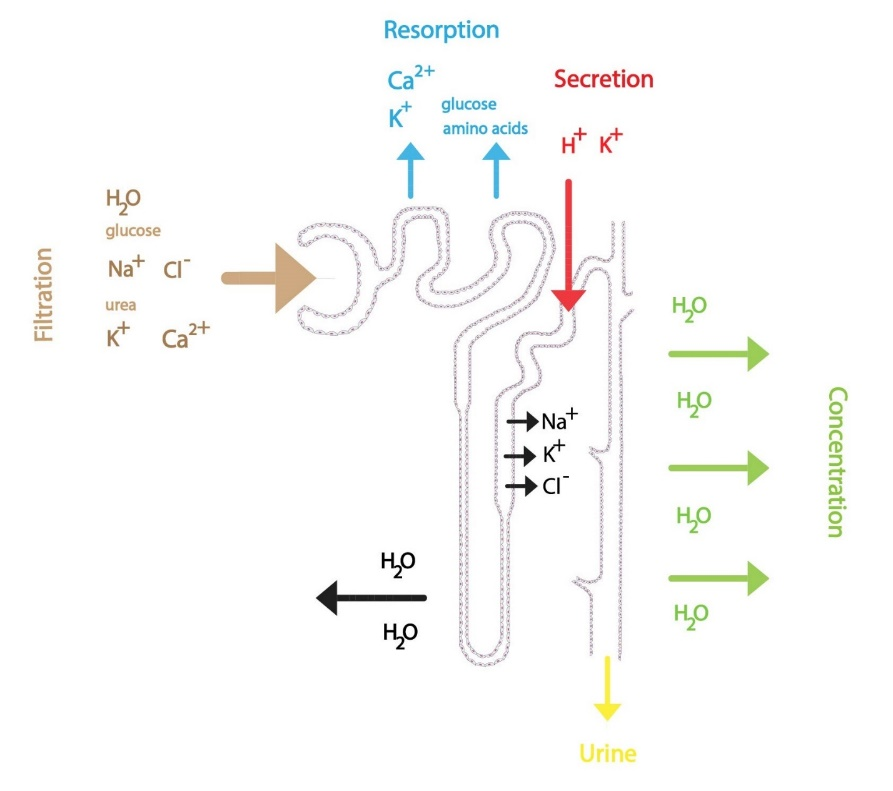 Resorption
Ca²⁺
K⁺
glucose
amino acids
Secretion
H⁺ K⁺
Filtration
H₂O
glucose
Na⁺ Cl⁻
urea
K⁺ Ca²⁺
Na⁺
K⁺
Cl⁻
H₂O
H₂O
H₂O
H₂O
H₂O
H₂O
Concentration
Urine